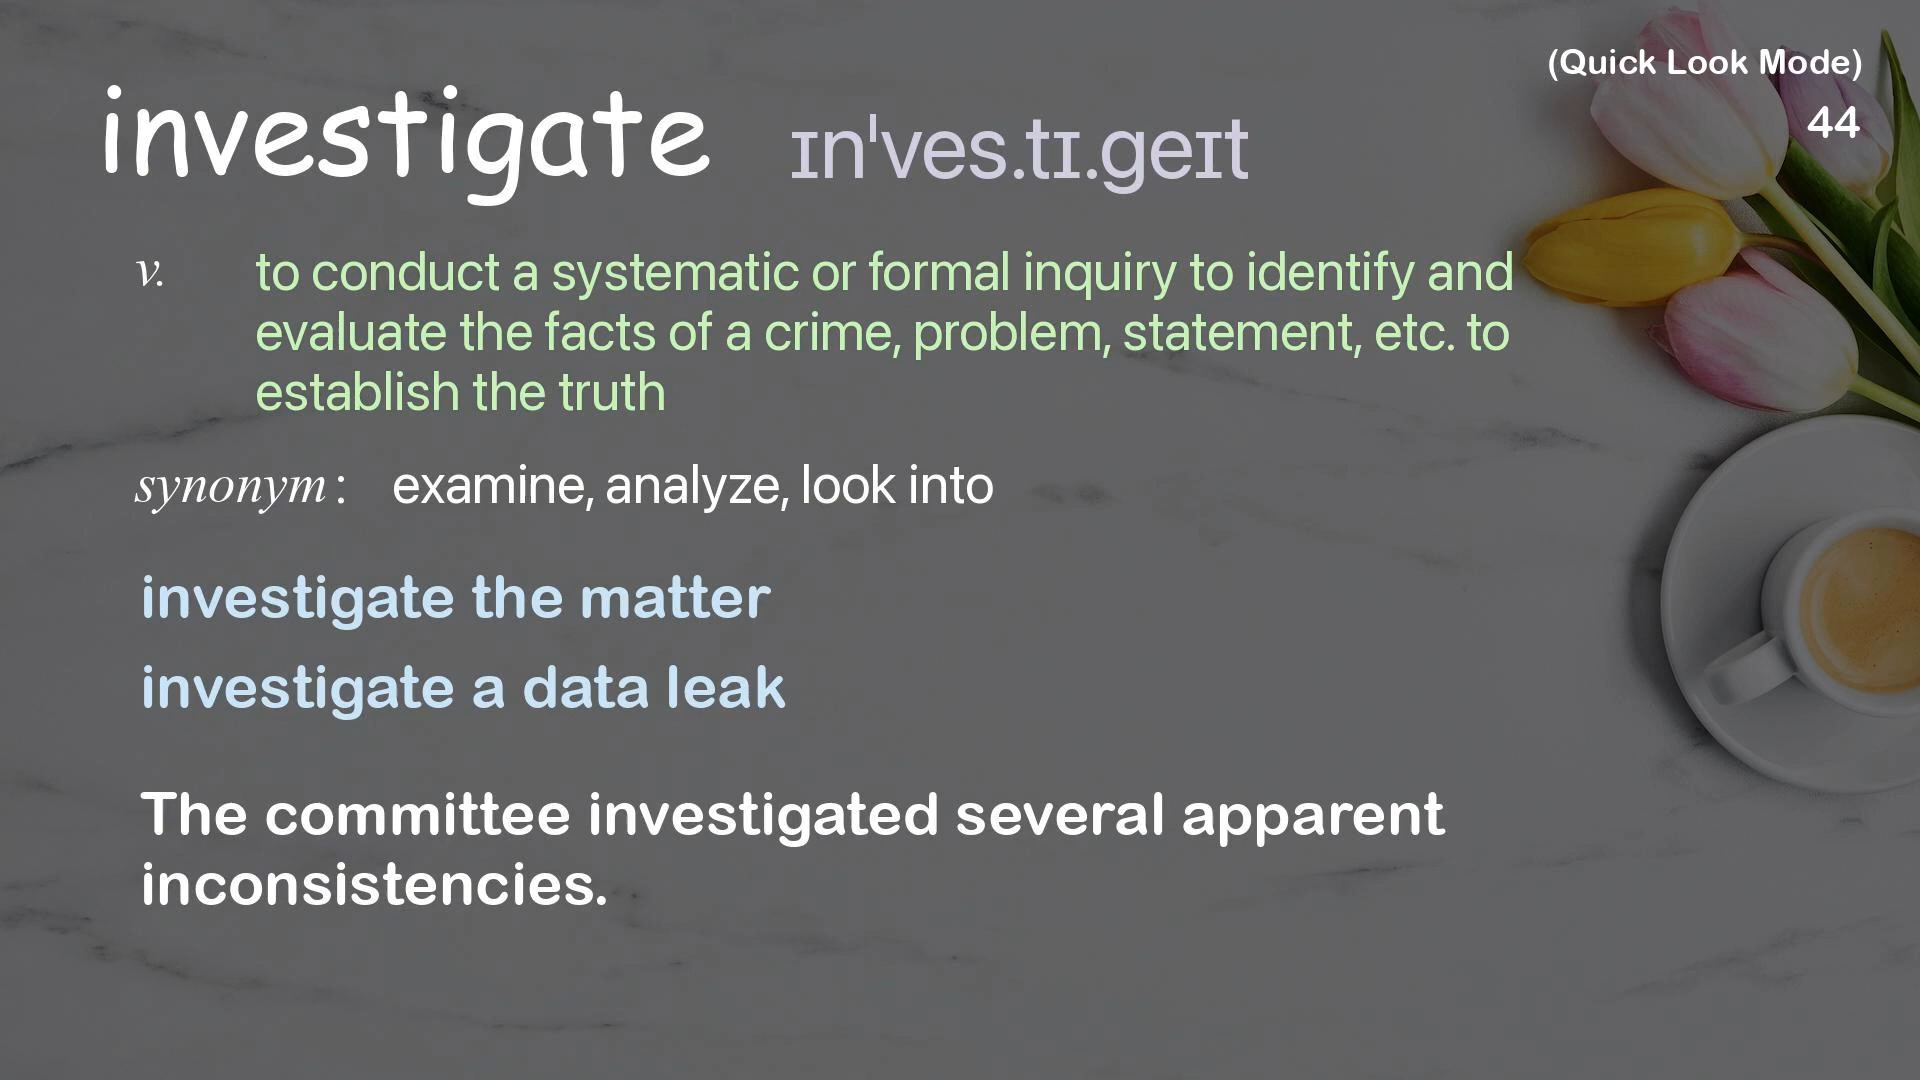 (Quick Look Mode)
44
investigate ɪnˈves.tɪ.geɪt
v. to conduct a systematic or formal inquiry to identify and
evaluate the facts of a crime, problem, statement, etc. to
establish the truth
synonym : examine, analyze, look into
investigate the matter
investigate a data leak
The committee investigated several apparent
inconsistencies.